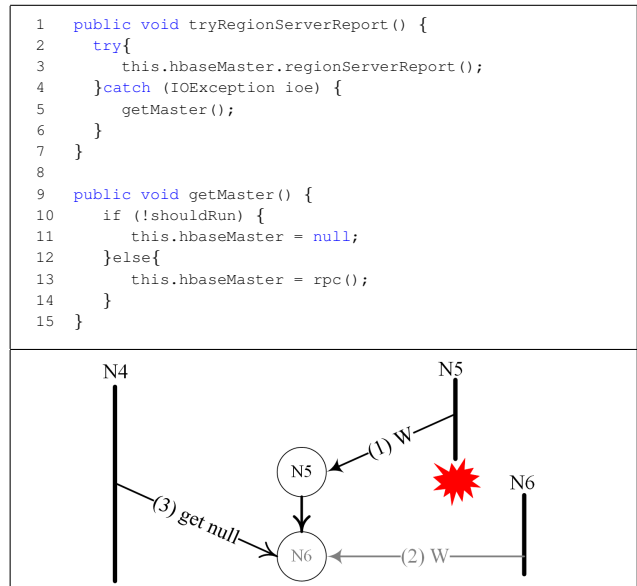 1 public void tryRegionServerReport() {
2 try{
3 this.hbaseMaster.regionServerReport();
4 }catch (IOException ioe) {
5 getMaster();
6 }
7 }
8
9 public void getMaster() {
10 if (!shouldRun) {
11 this.hbaseMaster = null;
12 }else{
13 this.hbaseMaster = rpc();
14 }
15 }
N4
N5
(1) W
N5
N6
(3) get null
N6
(2) W